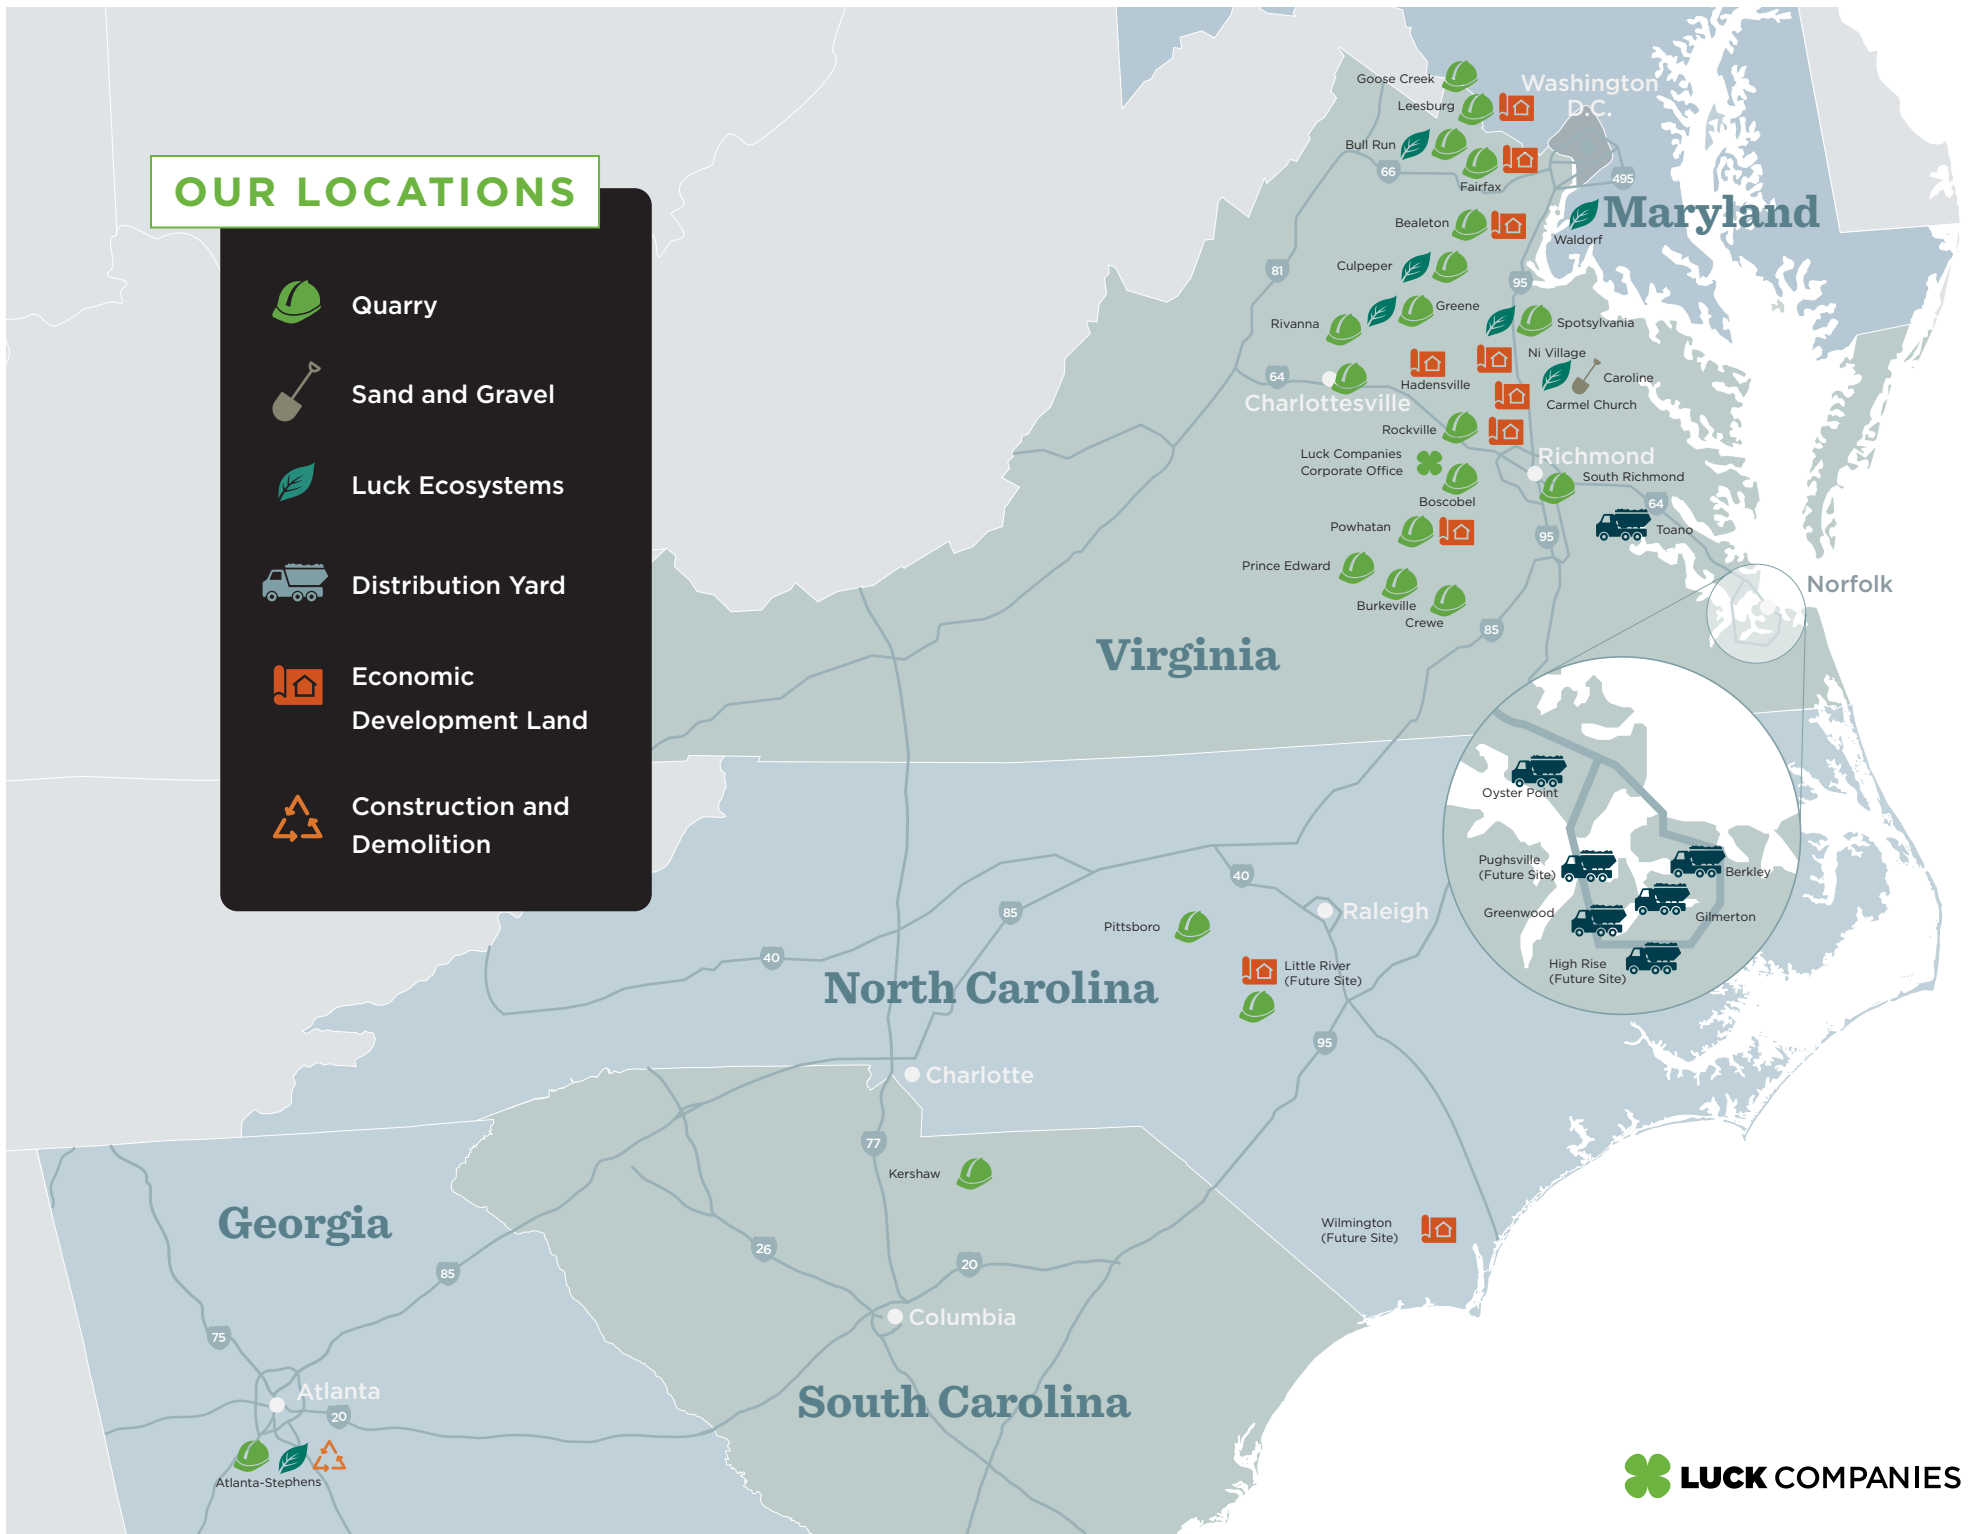 OUR LOCATIONS
Quarry
Sand and Gravel
Luck Ecosystems
Distribution Yard
Economic
Development Land
Construction and
Demolition
Goose Creek
Washington
D.C.
Leesburg
Bull Run
66
Fairfax
495
Maryland
Bealeton
Waldorf
Culpeper
81
95
Greene
Rivanna
Spotsylvania
Ni Village
64
Hadensville
Caroline
Charlottesville
Carmel Church
Rockville
Luck Companies
Corporate Office
Richmond
South Richmond
Boscobel
64
Powhatan
95
Toano
Prince Edward
Norfolk
Burkeville
Crewe
85
Virginia
Oyster Point
Pughsville
(Future Site)
Berkley
Greenwood
Gilmerton
High Rise
(Future Site)
40
85
Raleigh
Pittsboro
40
Little River
(Future Site)
North Carolina
95
Charlotte
77
Kershaw
Georgia
Wilmington
(Future Site)
26
20
85
Columbia
75
Atlanta
20
South Carolina
Atlanta-Stephens
LUCK COMPANIES